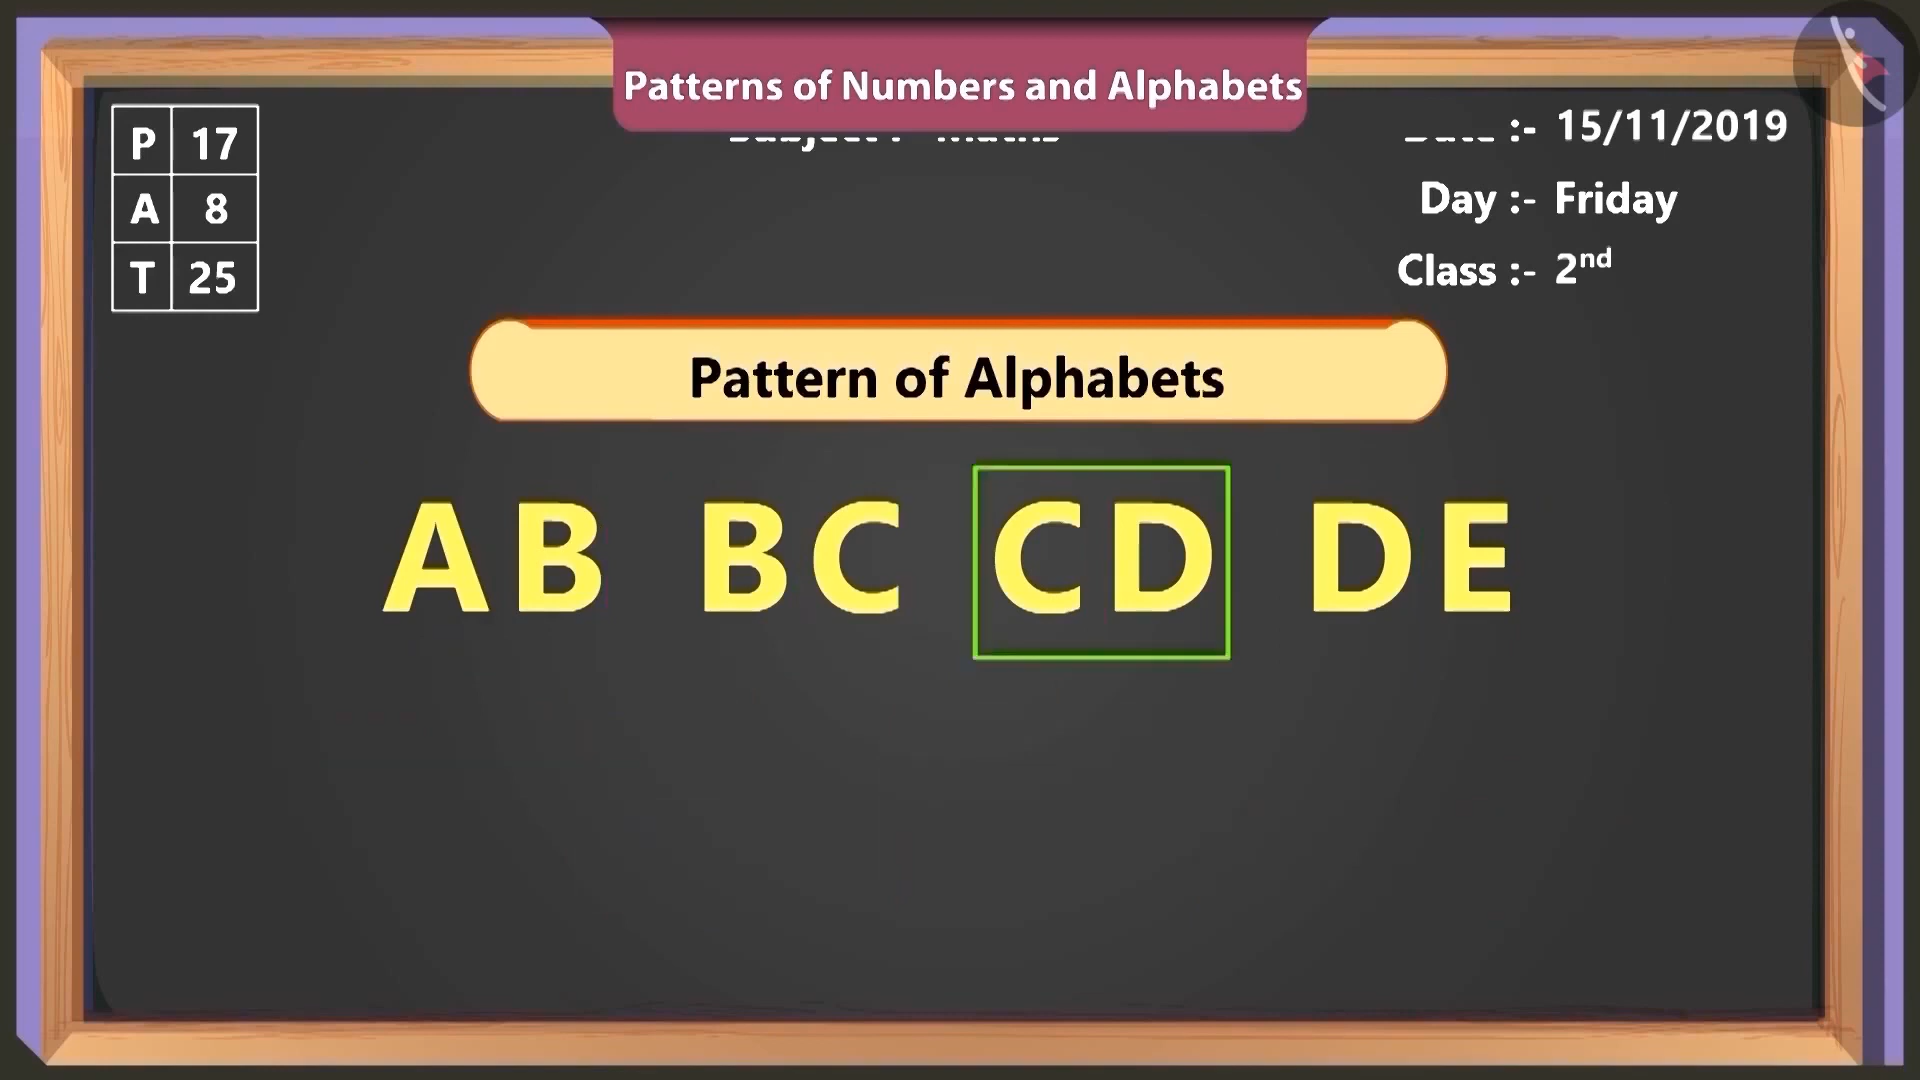 Patterns of Numbers and Alphabets
P 17
A 8
T 25
:- 15/11/2019
Day :- Friday
Class :- 2nd
Pattern of Alphabets
AB BC CD DE